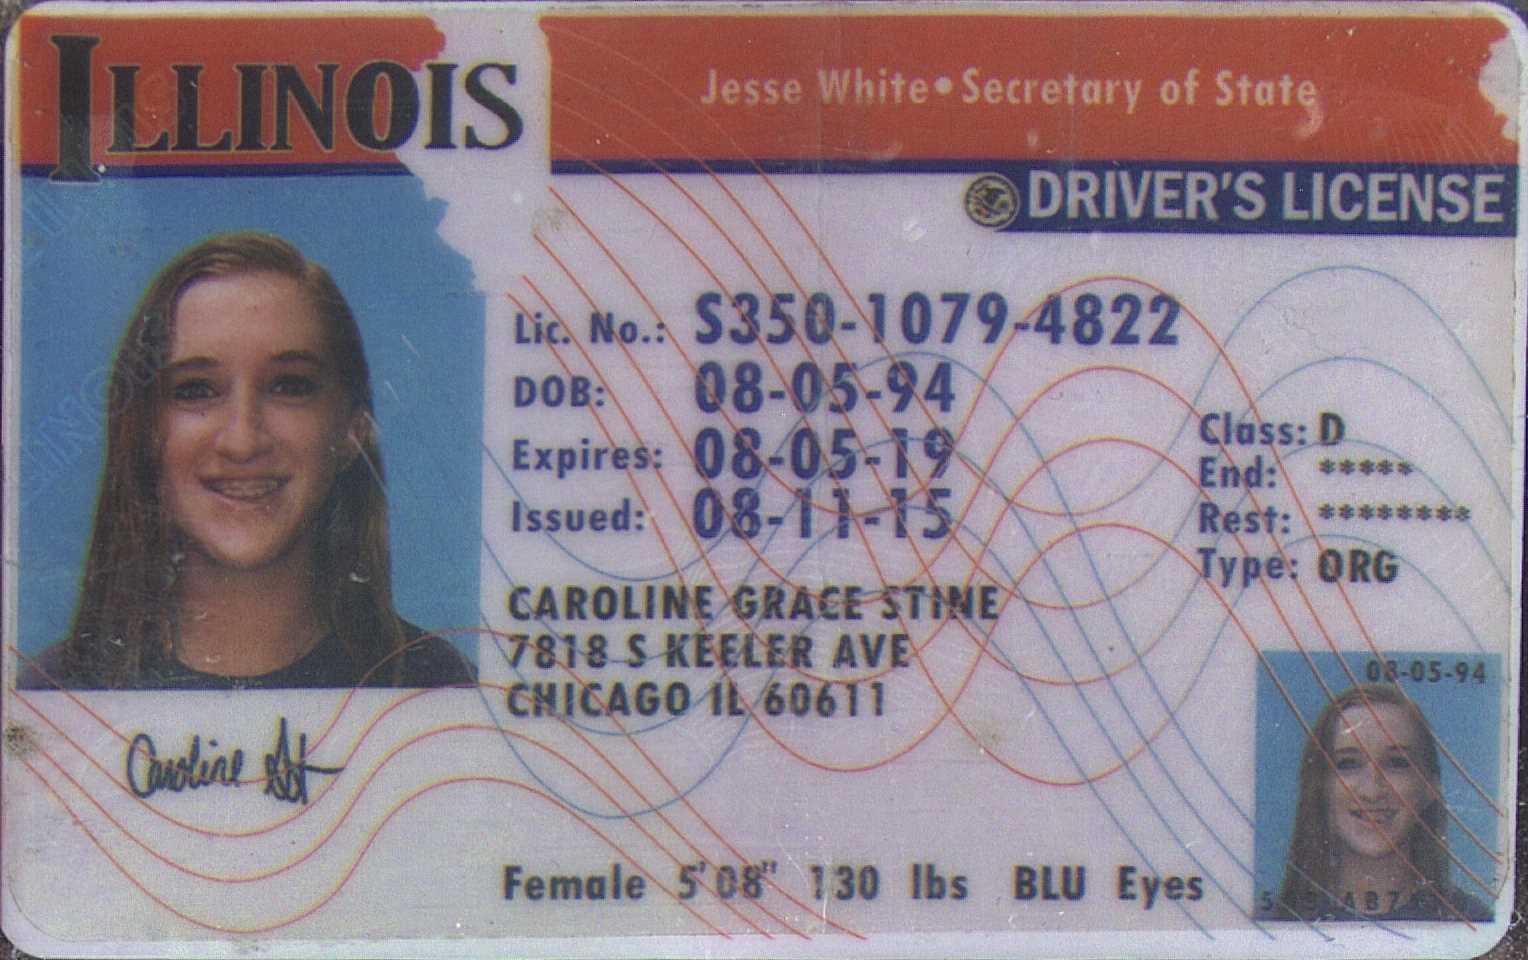 ILLINOIS
Jesse White•Secretary of State
DRIVER'S LICENSE
Lic. No.: S350-1079-4822
DOB: 08-05-94
Expires: 08-05-19
Issued: 08-11-15
Class: D
End: *****
Rest: ********
Type: ORG
CAROLINE GRACE STINE
7818 S KEELER AVE
CHICAGO IL 60611
08-05-94
Caroline St
Female 5'08" 130 lbs BLU Eyes